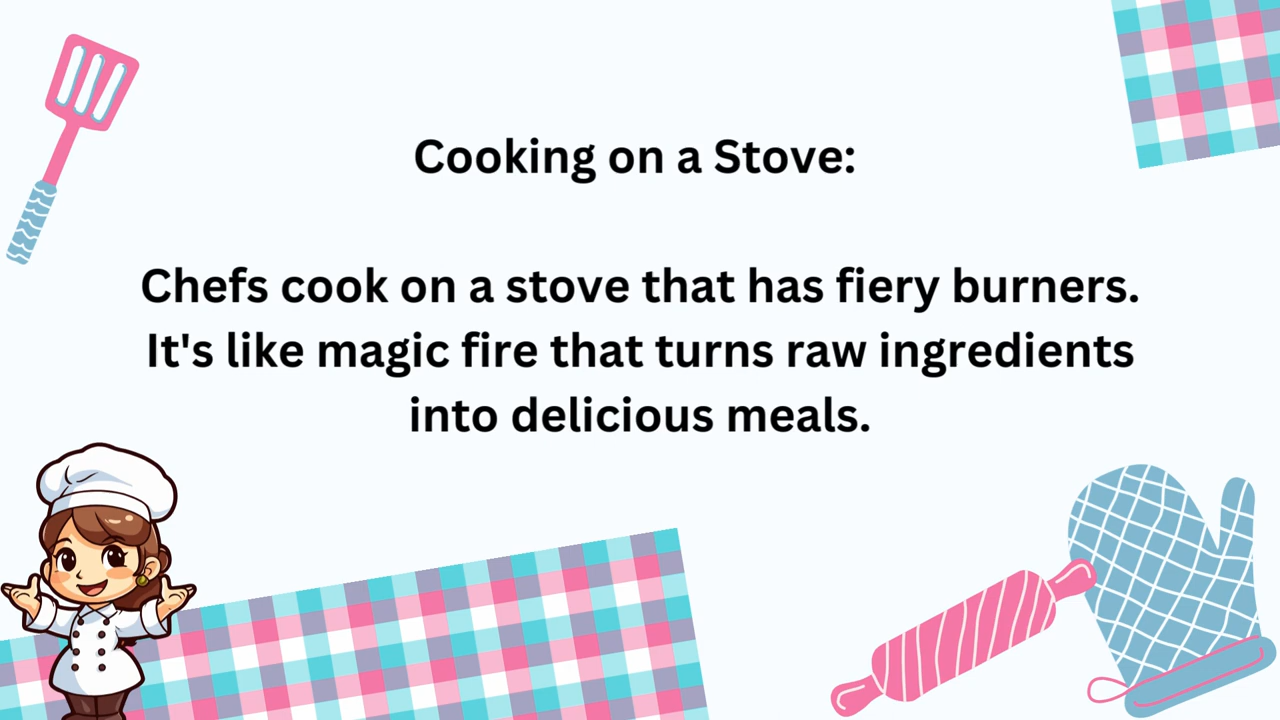 Cooking on a Stove:
Chefs cook on a stove that has fiery burners.
It's like magic fire that turns raw ingredients
into delicious meals.